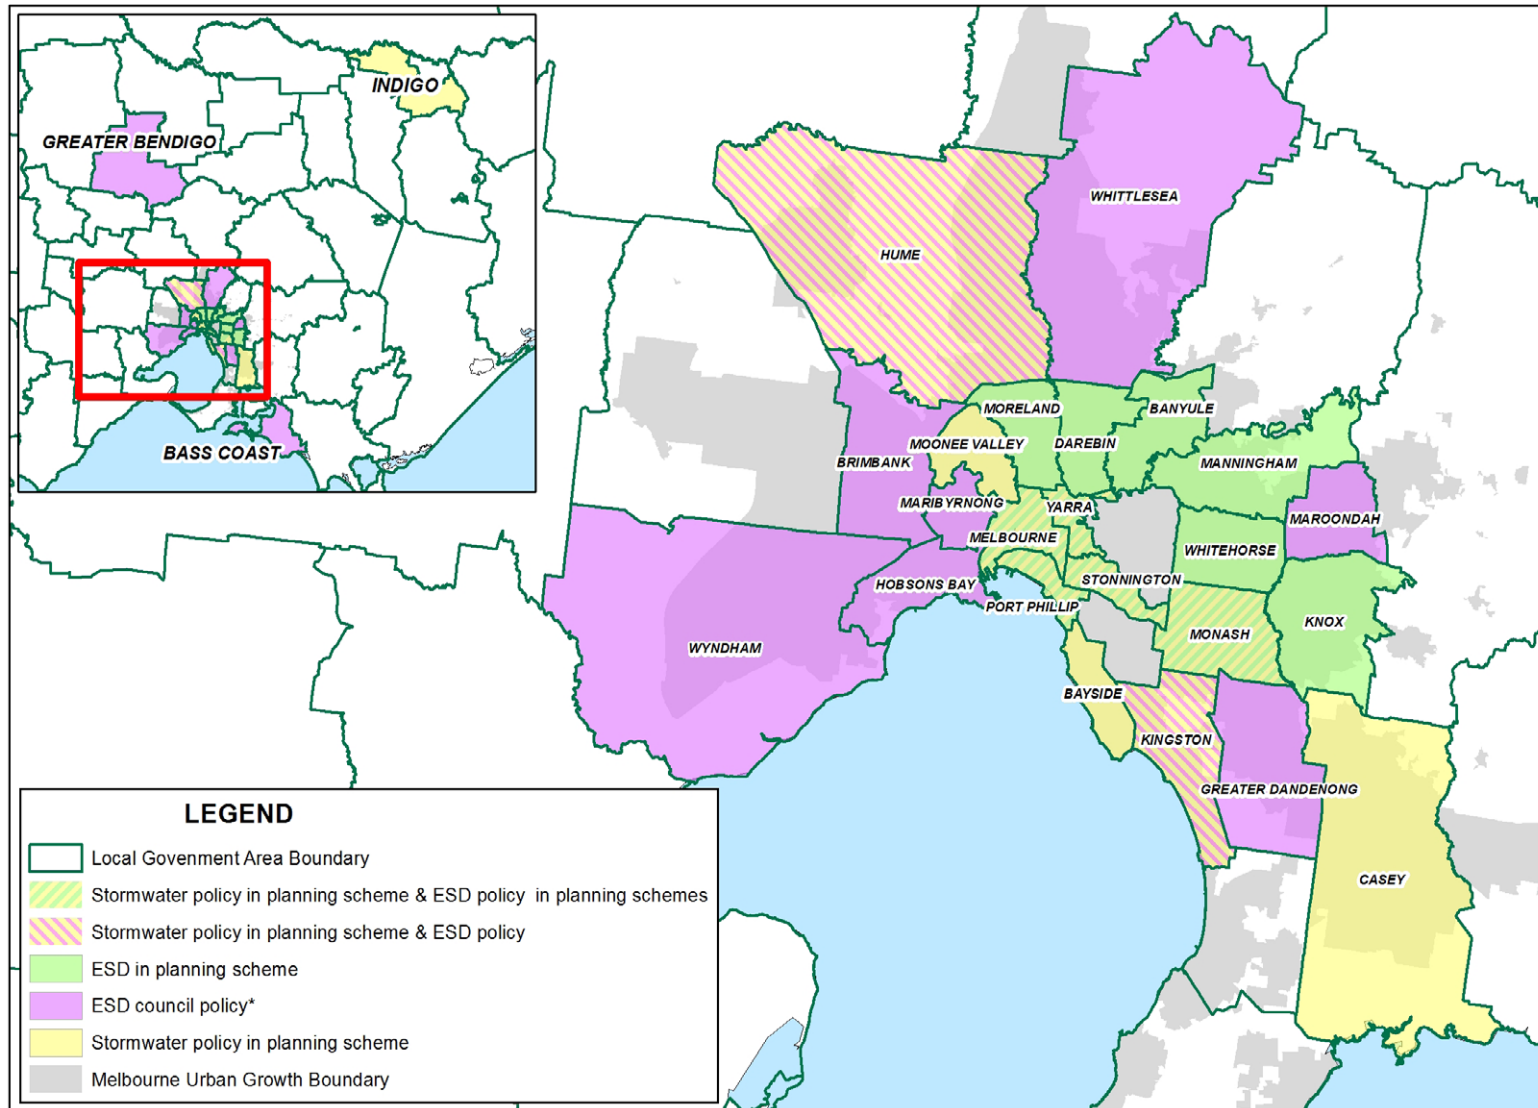 INDIGO
GREATER BENDIGO
BASS COAST
WHITTLESEA
HUME
MORELAND
BANYULE
MOONEE VALLEY
DAREBIN
BRIMBANK
MANNINGHAM
MARIBYRNONG
YARRA
MAROONDAH
MELBOURNE
WHITEHORSE
HOBSONS BAY
STONNINGTON
PORT PHILLIP
KNOX
MONASH
WYNDHAM
BAYSIDE
KINGSTON
GREATER DANDENONG
CASEY
LEGEND
Local Govenment Area Boundary
Stormwater policy in planning scheme & ESD policy in planning schemes
Stormwater policy in planning scheme & ESD policy
ESD in planning scheme
ESD council policy*
Stormwater policy in planning scheme
Melbourne Urban Growth Boundary